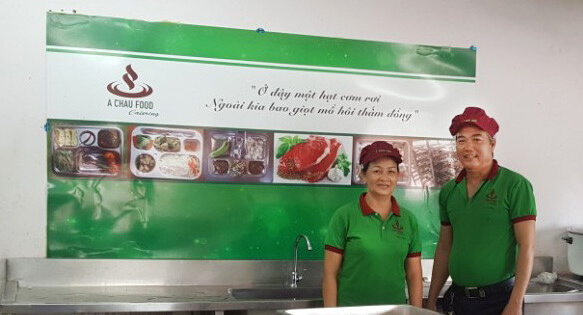 A CHAU FOOD
Catering
"Ở đây một hạt cơm rơi
Ngoài kia bao giọt mồ hôi thấm đồng"